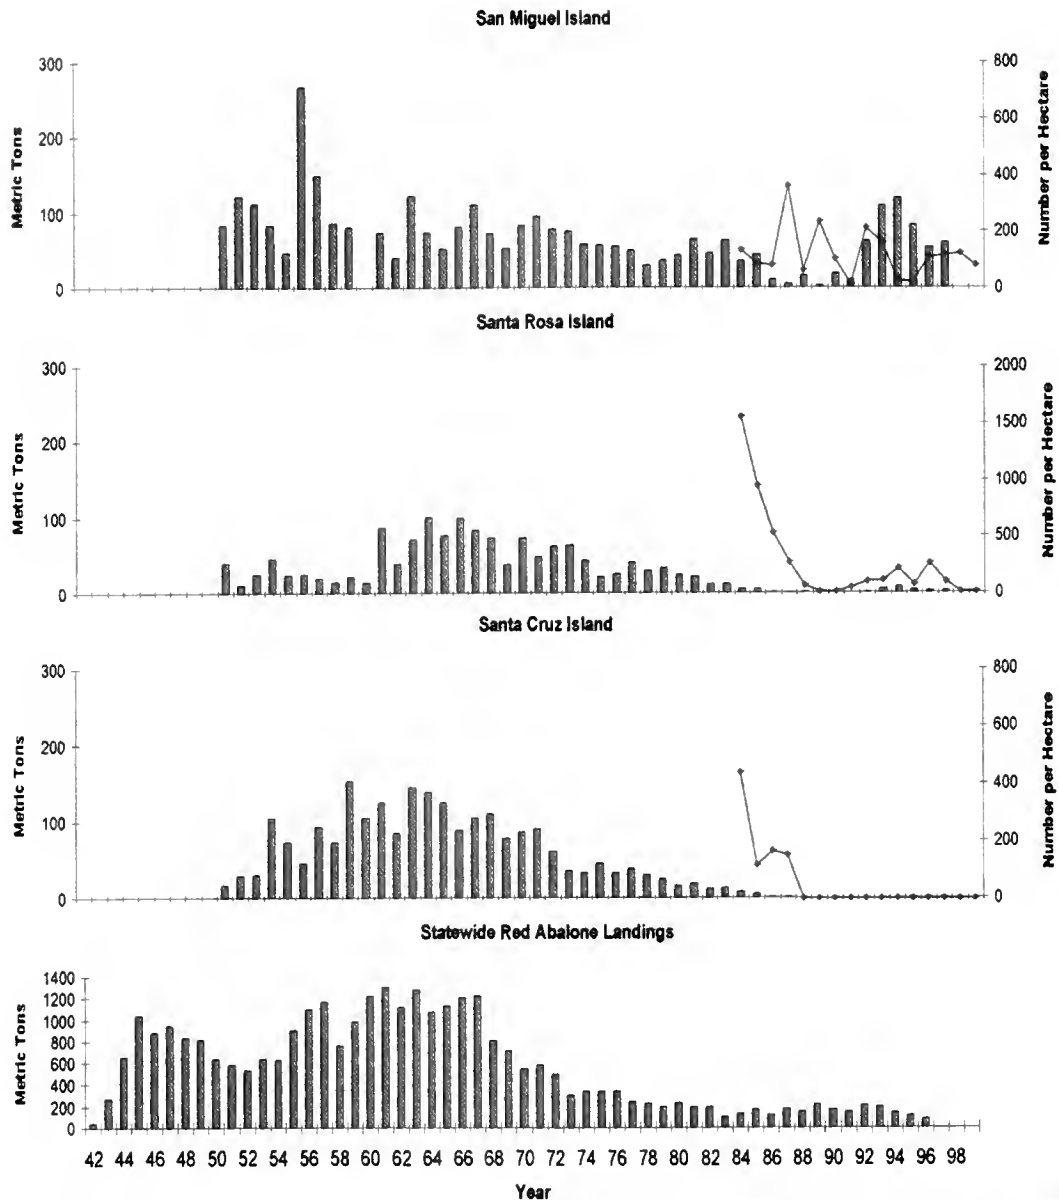 San Miguel Island
300
200
100
0
Metric Tons
800
600
400
200
0
Number per Hectare
Santa Rosa Island
300
200
100
0
Metric Tons
2000
1500
1000
500
0
Number per Hectare
Santa Cruz Island
300
200
100
0
Metric Tons
800
600
400
200
0
Number per Hectare
Statewide Red Abalone Landings
1400
1200
1000
800
600
400
200
0
Metric Tons
42 44 46 48 50 52 54 56 58 60 62 64 66 68 70 72 74 76 78 80 82 84 86 88 90 92 94 96 98
Year